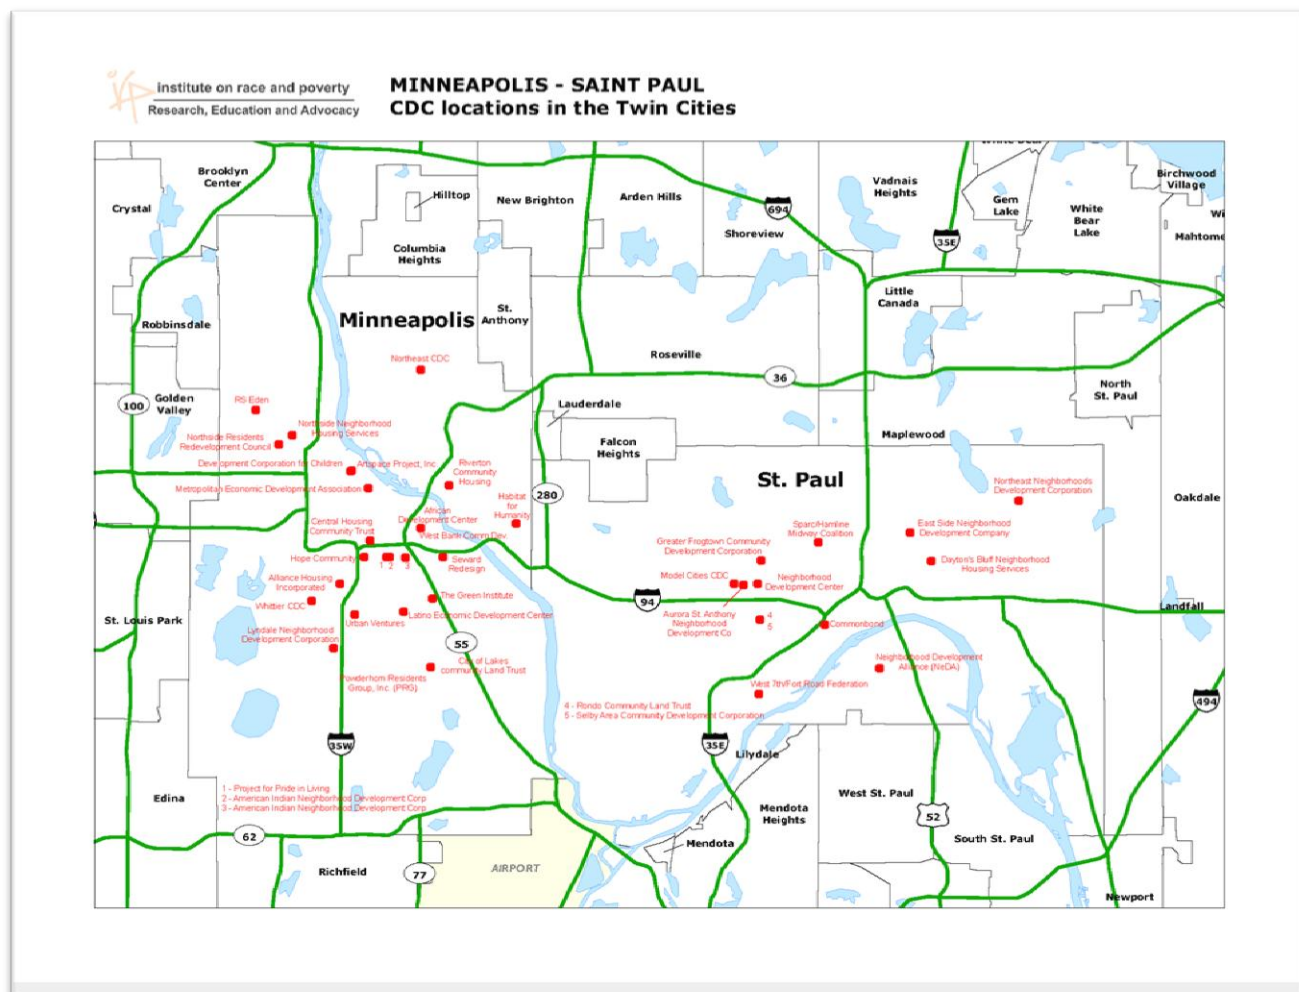 institute on race and poverty
Research, Education and Advocacy
MINNEAPOLIS - SAINT PAUL
CDC locations in the Twin Cities
Brooklyn
Center
Crystal
Hilltop
New Brighton
Arden Hills
694
Shoreview
Vadnais
Heights
35E
Gem
Lake
White
Bear
Lake
Birchwood
Village
Mahtome
Columbia
Heights
Robbinsdale
Minneapolis
St.
Anthony
Little
Canada
Roseville
36
Northeast CDC
100
Golden
Valley
RS-Eden
Lauderdale
Falcon
Heights
Maplewood
North
St. Paul
Northside Neighborhood
Housing Services
Northside Residents
Redevelopment Council
Development Corporation for Children
Artspace Project, Inc.
Metropolitan Economic Development Association
Riverton
Community
Housing
280
Habitat
for
Humanity
St. Paul
Northeast Neighborhoods
Development Corporation
Oakdale
African
Development Center
West Bank Comm Dev.
Central Housing
Community Trust
Hope Community
1 2 3
Seward
Redesign
Sparc/Hamline
Midway Coalition
East Side Neighborhood
Development Company
Greater Frogtown Community
Development Corporation
Dayton's Bluff Neighborhood
Housing Services
Model Cities CDC
Neighborhood
Development Center
Alliance Housing
Incorporated
The Green Institute
94
Whittier CDC
Latino Economic Development Center
Urban Ventures
Aurora St. Anthony
Neighborhood
Development Co
4
5
Commonbond
Landfall
St. Louis Park
Lyndale Neighborhood
Development Corporation
55
City of Lakes
community Land Trust
Powderhorn Residents
Group, Inc. (PRG)
Neighborhood Development
Alliance (NeDA)
West 7th/Fort Road Federation
4 - Rondo Community Land Trust
5 - Selby Area Community Development Corporation
494
35W
35E
Lilydale
1 - Project for Pride in Living
2 - American Indian Neighborhood Development Corp
3 - American Indian Neighborhood Development Corp
Edina
62
Mendota
Heights
West St. Paul
52
South St. Paul
Mendota
Richfield
77
AIRPORT
Newport